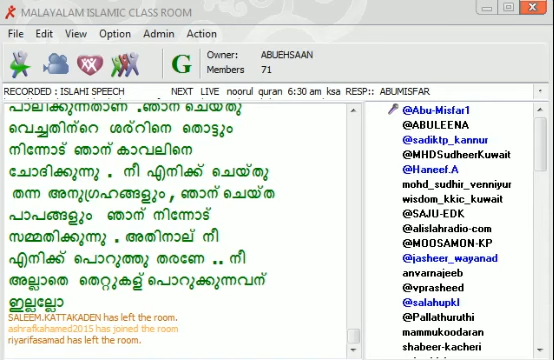 MALAYALAM ISLAMIC CLASS ROOM
File Edit View Option Admin Action
G
Owner: ABUEHSAAN
Members 71
RECORDED : ISLAHI SPEECH NEXT LIVE noorul quran 6:30 am ksa RESP:: ABUMISFAR
പാലിക്കുന്നതാണ് .ഞാന് ചെയ്തു
വെച്ചതിന്റെ ശര്റിനെ തൊട്ടും
നിന്നോട് ഞാന് കാവലിനെ
ചോദിക്കുന്നു . നീ എനിക്ക് ചെയ്തു
തന്ന അനുഗ്രഹങ്ങളും , ഞാന് ചെയ്ത
പാപങ്ങളും ഞാന് നിന്നോട്
സമ്മതിക്കുന്നു . അതിനാല് നീ
എനിക്ക് പൊറുത്തു തരണേ .. നീ
അല്ലാതെ തെറ്റുകള് പൊറുക്കുന്നവന്
ഇല്ലല്ലോ
SALEEM.KATTAKADEN has left the room.
ashrafkahamed2015 has joined the room
riyarifasamad has left the room.
@Abu-Misfar1
@ABULEENA
@sadiktp_kannur
@MHDSudheerKuwait
@Haneef.A
mohd_sudhir_venniyur
wisdom_kkic_kuwait
@SAJU-EDK
@alislahradio-com
@MOOSAMON-KP
@jasheer_wayanad
anvarnajeeb
@vprasheed
@salahupkl
@Pallathuruthi
mammukoodaran
shabeer-kacheri